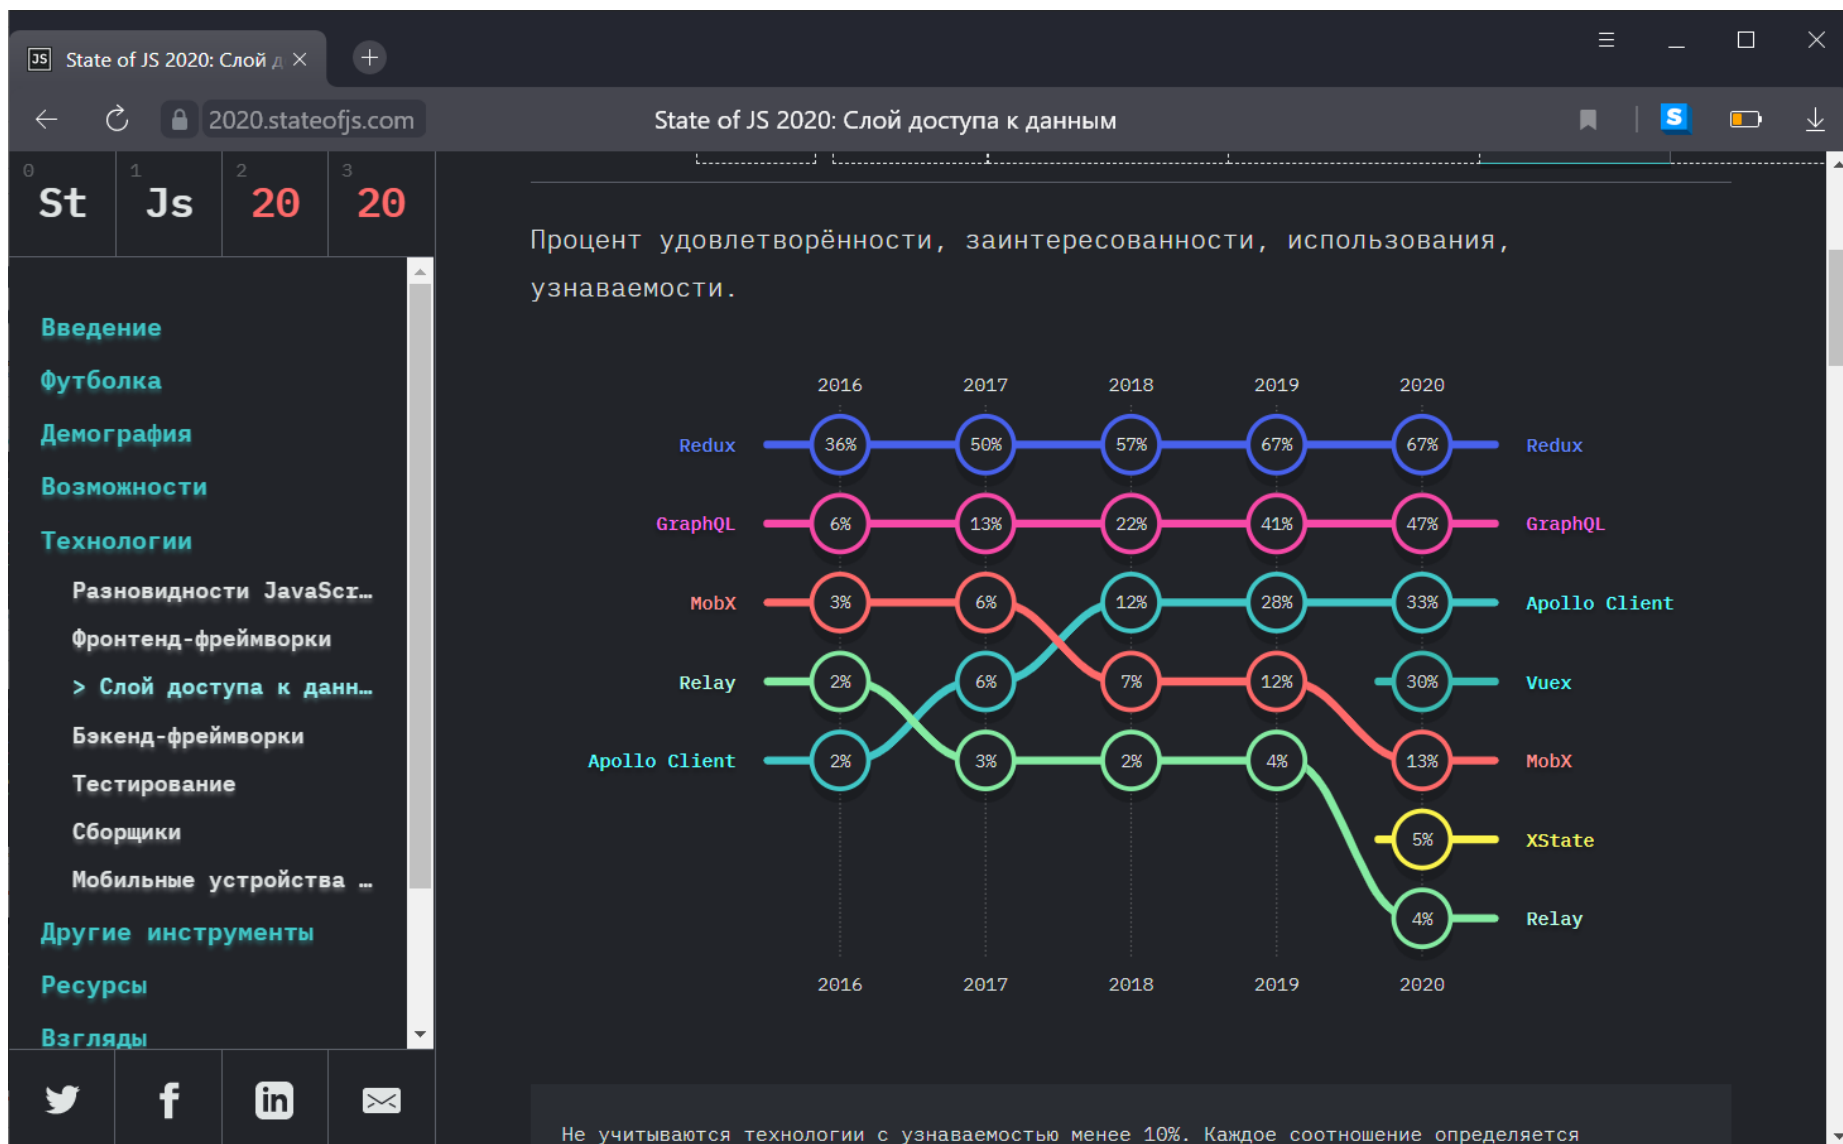 State of JS 2020: Слой д
2020.stateofjs.com
State of JS 2020: Слой доступа к данным
0
St
1
Js
2
20
3
20
Введение
Футболка
Демография
Возможности
Технологии
Разновидности JavaScr…
Фронтенд-фреймворки
> Слой доступа к данн…
Бэкенд-фреймворки
Тестирование
Сборщики
Мобильные устройства …
Другие инструменты
Ресурсы
Взгляды
Процент удовлетворённости, заинтересованности, использования,
узнаваемости.
2016 2017 2018 2019 2020
Redux 36% 50% 57% 67% 67% Redux
GraphQL 6% 13% 22% 41% 47% GraphQL
MobX 3% 6% 12% 28% 33% Apollo Client
Relay 2% 6% 7% 12% 30% Vuex
Apollo Client 2% 3% 2% 4% 13% MobX
5% XState
4% Relay
2016 2017 2018 2019 2020
Не учитываются технологии с узнаваемостью менее 10%. Каждое соотношение определяется